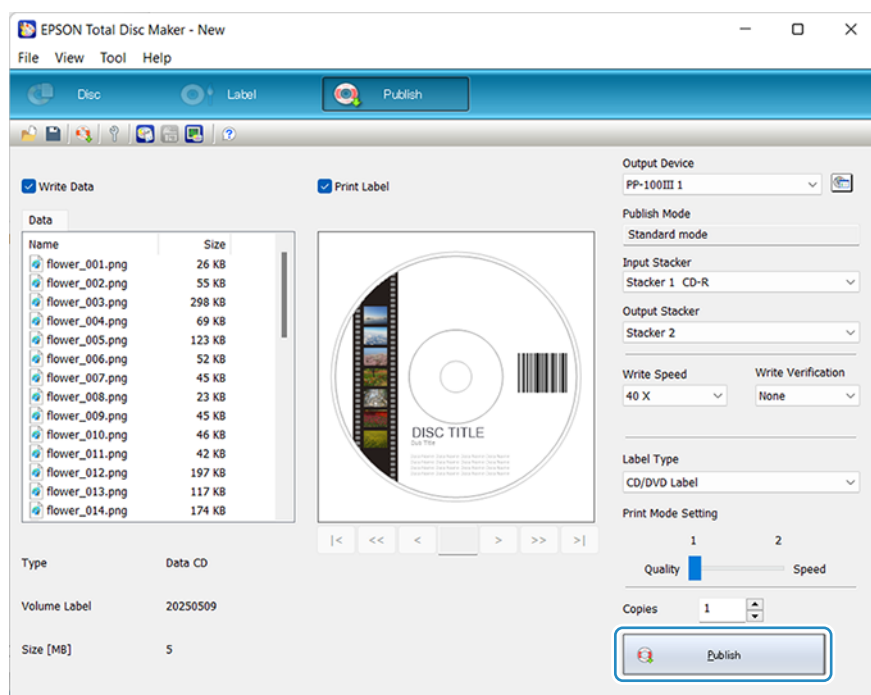 EPSON Total Disc Maker - New
File View Tool Help
Disc Label Publish
Write Data
Data
Name Size
flower_001.png 26 KB
flower_002.png 55 KB
flower_003.png 298 KB
flower_004.png 69 KB
flower_005.png 123 KB
flower_006.png 52 KB
flower_007.png 45 KB
flower_008.png 23 KB
flower_009.png 45 KB
flower_010.png 46 KB
flower_011.png 42 KB
flower_012.png 197 KB
flower_013.png 117 KB
flower_014.png 174 KB
Type Data CD
Volume Label 20250509
Size [MB] 5
Print Label
DISC TITLE
|< << < > >> >|
Output Device
PP-100III 1
Publish Mode
Standard mode
Input Stacker
Stacker 1 CD-R
Output Stacker
Stacker 2
Write Speed Write Verification
40 X None
Label Type
CD/DVD Label
Print Mode Setting
1 2
Quality Speed
Copies 1
Publish